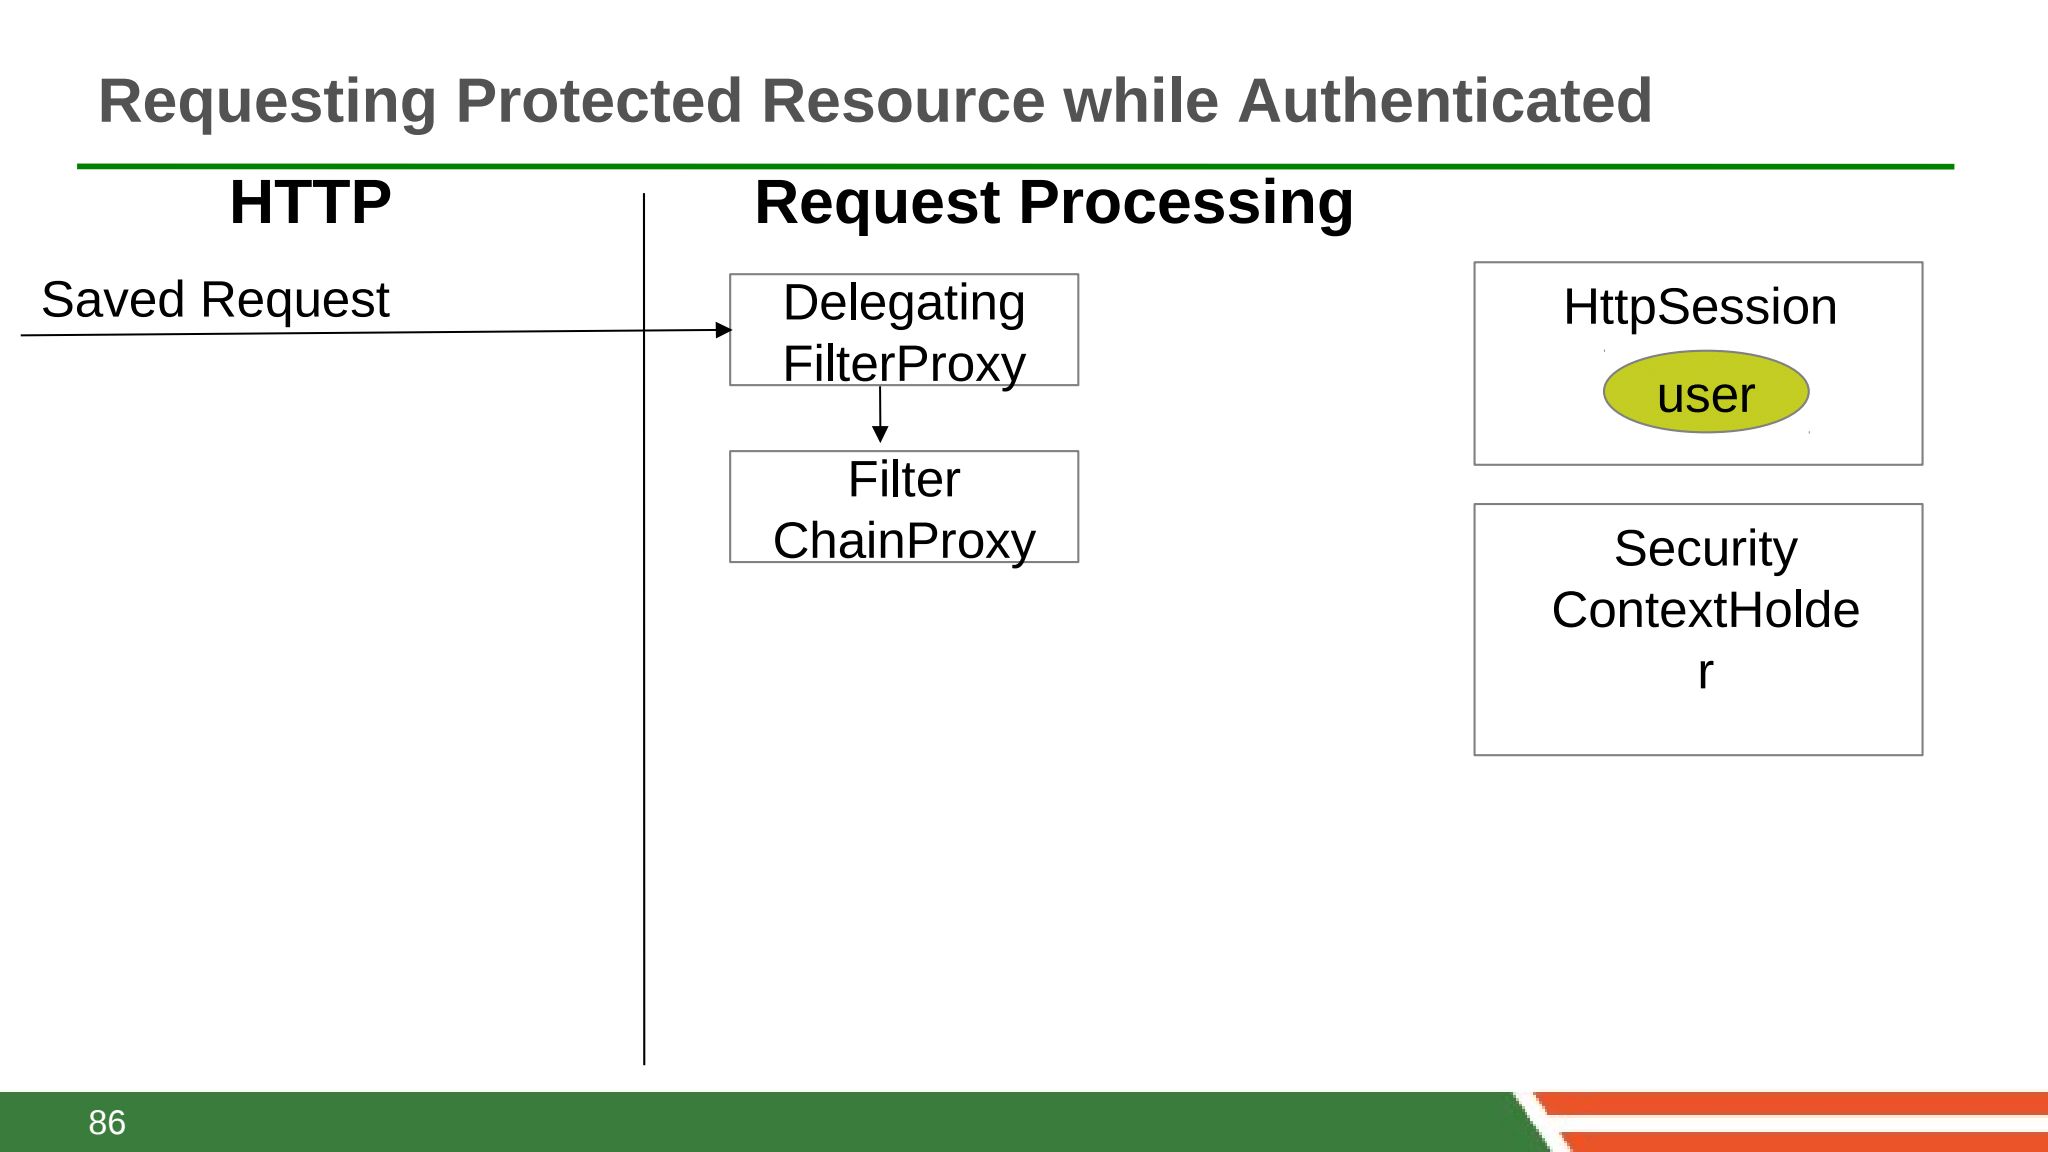 Requesting Protected Resource while Authenticated
HTTP
Request Processing
Saved Request
Delegating
FilterProxy
Filter
ChainProxy
HttpSession
user
Security
ContextHolde
r
86